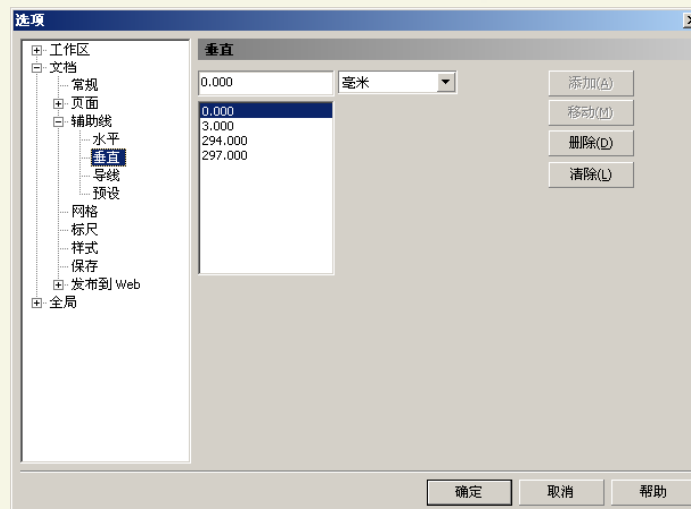 选项
工作区
文档
常规
页面
辅助线
水平
垂直
导线
预设
网格
标尺
样式
保存
发布到 Web
全局
垂直
0.000 毫米
0.000
3.000
294.000
297.000
添加(A)
移动(M)
删除(D)
清除(L)
确定 取消 帮助